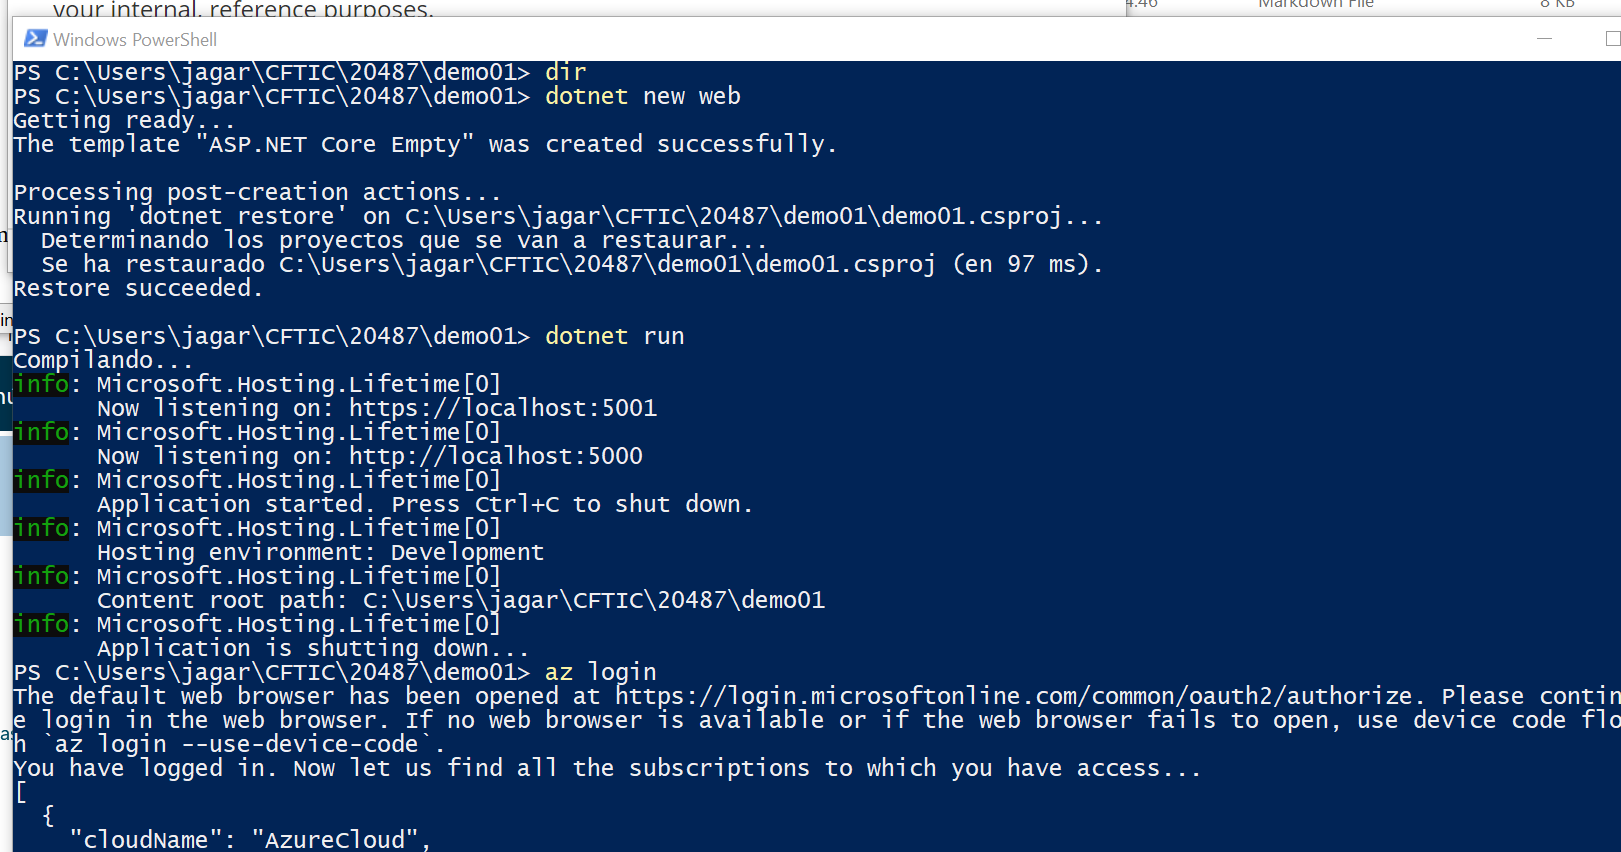 your internal, reference purposes.
4:46 Markdown File 8 KB
Windows PowerShell
PS C:\Users\jagar\CFTIC\20487\demo01> dir
PS C:\Users\jagar\CFTIC\20487\demo01> dotnet new web
Getting ready...
The template "ASP.NET Core Empty" was created successfully.
Processing post-creation actions...
Running 'dotnet restore' on C:\Users\jagar\CFTIC\20487\demo01\demo01.csproj...
Determinando los proyectos que se van a restaurar...
Se ha restaurado C:\Users\jagar\CFTIC\20487\demo01\demo01.csproj (en 97 ms).
Restore succeeded.
PS C:\Users\jagar\CFTIC\20487\demo01> dotnet run
Compilando...
info: Microsoft.Hosting.Lifetime[0]
Now listening on: https://localhost:5001
info: Microsoft.Hosting.Lifetime[0]
Now listening on: http://localhost:5000
info: Microsoft.Hosting.Lifetime[0]
Application started. Press Ctrl+C to shut down.
info: Microsoft.Hosting.Lifetime[0]
Hosting environment: Development
info: Microsoft.Hosting.Lifetime[0]
Content root path: C:\Users\jagar\CFTIC\20487\demo01
info: Microsoft.Hosting.Lifetime[0]
Application is shutting down...
PS C:\Users\jagar\CFTIC\20487\demo01> az login
The default web browser has been opened at https://login.microsoftonline.com/common/oauth2/authorize. Please contin
e login in the web browser. If no web browser is available or if the web browser fails to open, use device code flo
h `az login --use-device-code`.
You have logged in. Now let us find all the subscriptions to which you have access...
[
{
"cloudName": "AzureCloud",